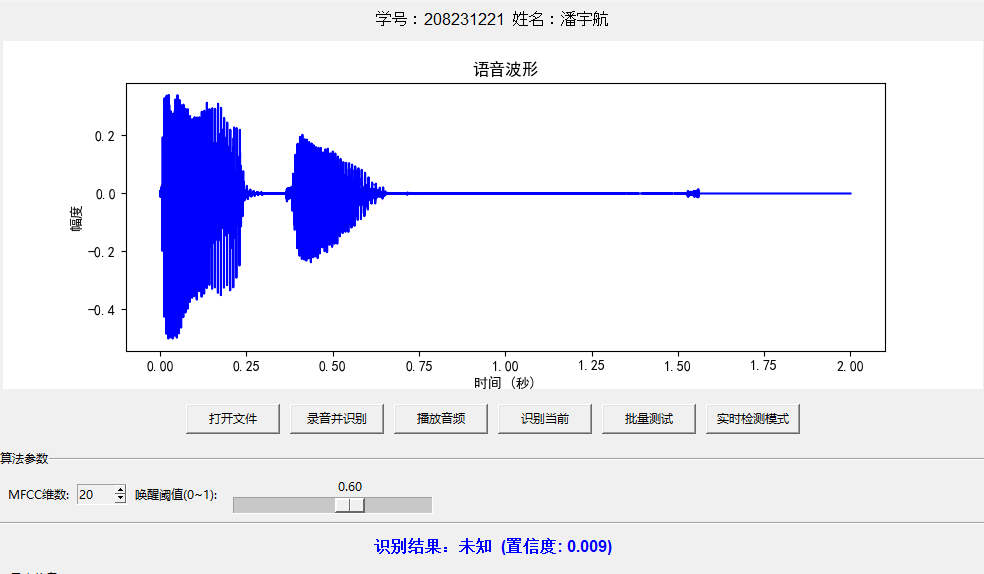 学号：208231221 姓名：潘宇航
语音波形
幅度
0.2
0.0
−0.2
−0.4
0.00 0.25 0.50 0.75 1.00 1.25 1.50 1.75 2.00
时间 (秒)
打开文件 录音并识别 播放音频 识别当前 批量测试 实时检测模式
算法参数
0.60
MFCC维数: 20 唤醒阈值(0~1):
识别结果：未知 (置信度: 0.009)